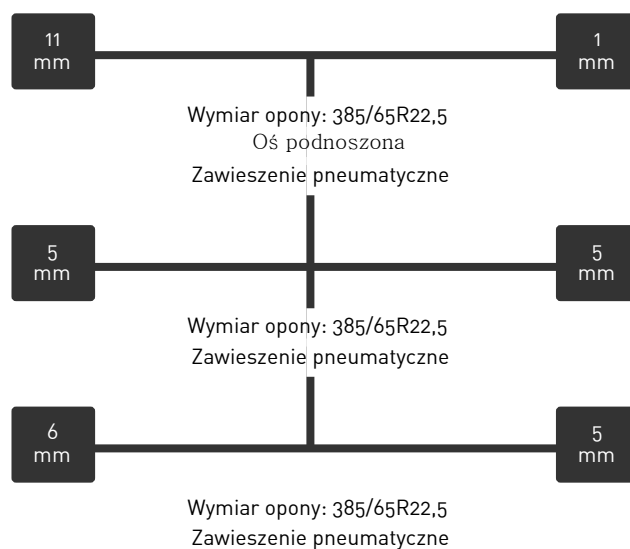 11
mm
1
mm
Wymiar opony: 385/65R22,5
Oś podnoszona
Zawieszenie pneumatyczne
5
mm
5
mm
Wymiar opony: 385/65R22,5
Zawieszenie pneumatyczne
6
mm
5
mm
Wymiar opony: 385/65R22,5
Zawieszenie pneumatyczne